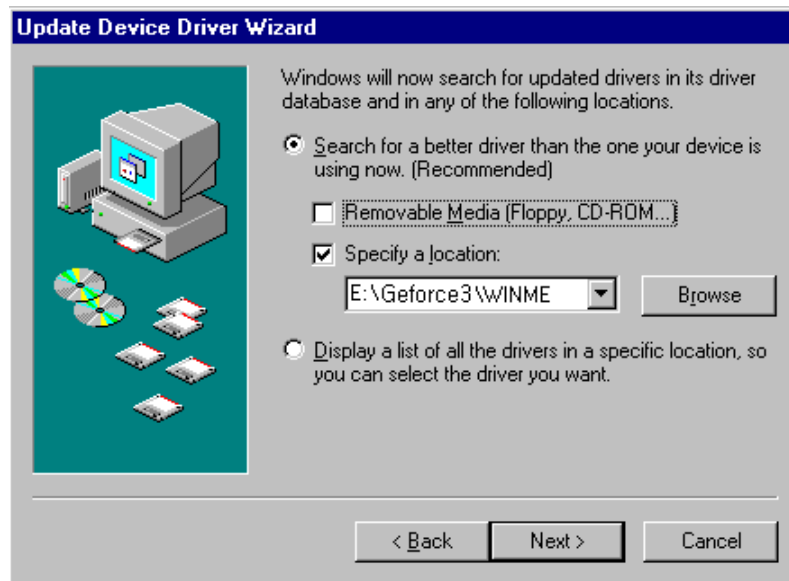 Update Device Driver Wizard
Windows will now search for updated drivers in its driver
database and in any of the following locations.
Search for a better driver than the one your device is
using now. (Recommended)
Removable Media (Floppy, CD-ROM...)
Specify a location:
E:\Geforce3\WINME
Browse
Display a list of all the drivers in a specific location, so
you can select the driver you want.
< Back
Next >
Cancel